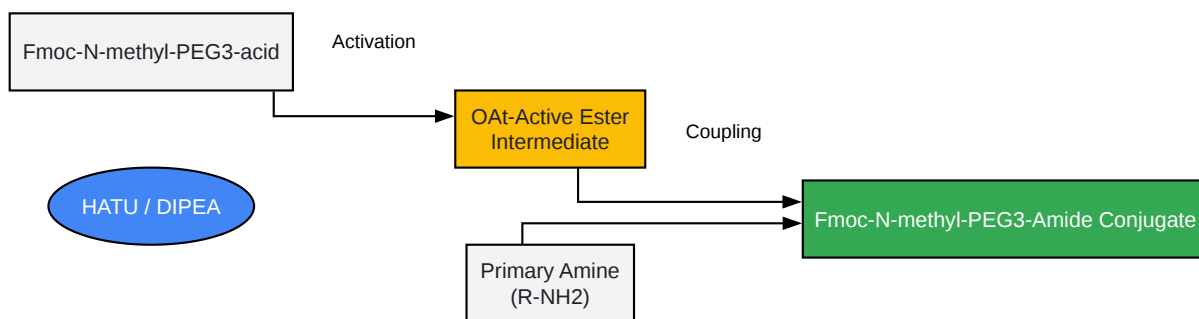 Fmoc-N-methyl-PEG3-acid
Activation
OAt-Active Ester
Intermediate
Coupling
HATU / DIPEA
Fmoc-N-methyl-PEG3-Amide Conjugate
Primary Amine
(R-NH2)